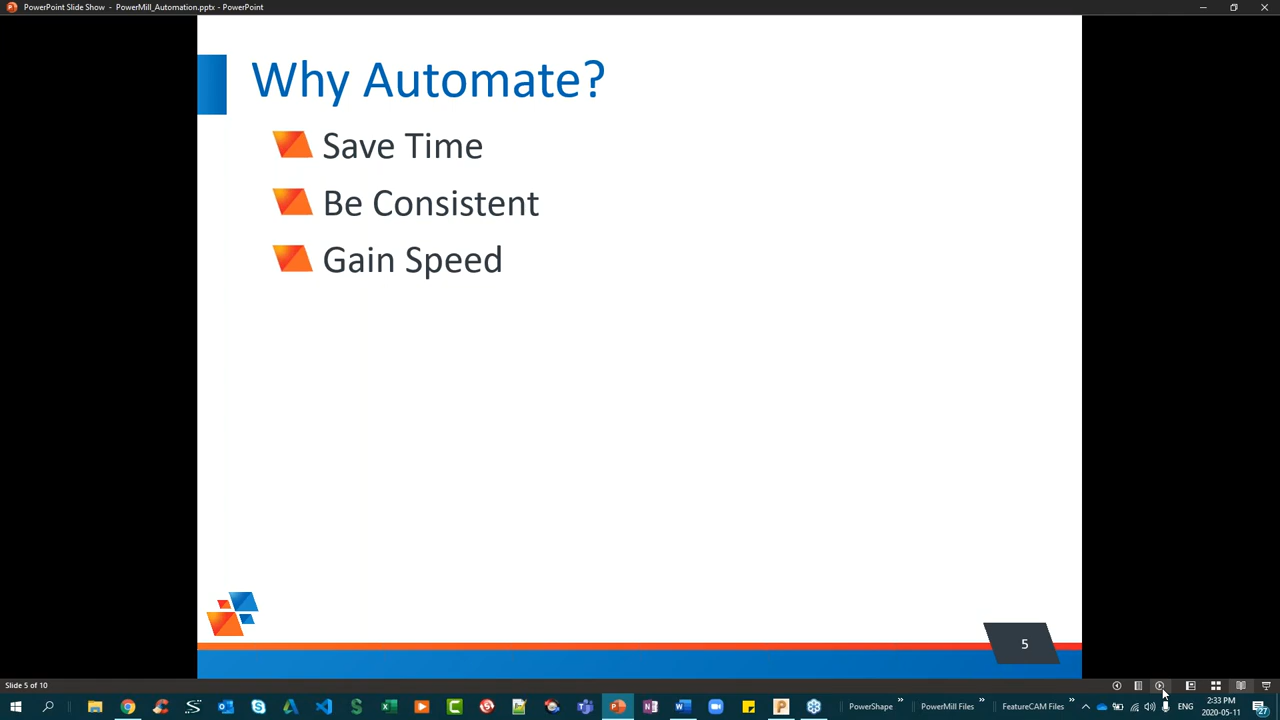 PowerPoint Slide Show - PowerMill_Automation.pptx - PowerPoint
Why Automate?
Save Time
Be Consistent
Gain Speed
5
Slide 5 of 10
PowerShape
PowerMill Files
FeatureCAM Files
ENG
2:33 PM
2020-05-11
27